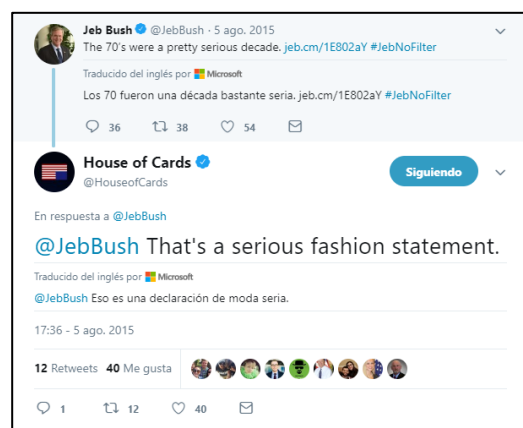 Jeb Bush @JebBush · 5 ago. 2015
The 70's were a pretty serious decade. jeb.cm/1E802aY #JebNoFilter
Traducido del inglés por Microsoft
Los 70 fueron una década bastante seria. jeb.cm/1E802aY #JebNoFilter
36 38 54
House of Cards
@HouseofCards
Siguiendo
En respuesta a @JebBush
@JebBush That's a serious fashion statement.
Traducido del inglés por Microsoft
@JebBush Eso es una declaración de moda seria.
17:36 - 5 ago. 2015
12 Retweets 40 Me gusta
1 12 40